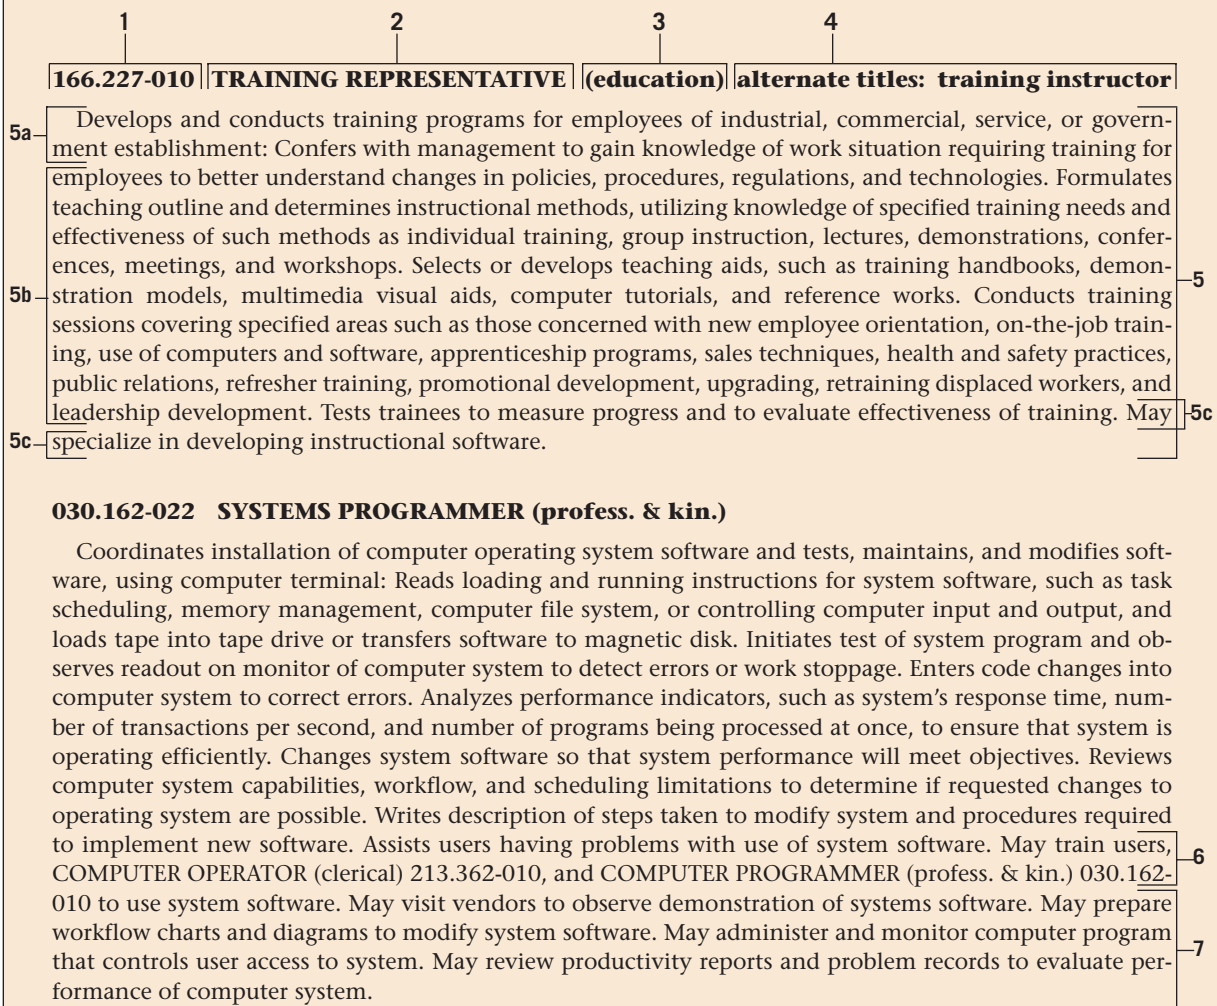 1 2 3 4
166.227-010 TRAINING REPRESENTATIVE (education) alternate titles: training instructor
Develops and conducts training programs for employees of industrial, commercial, service, or govern-
5a
ment establishment: Confers with management to gain knowledge of work situation requiring training for
employees to better understand changes in policies, procedures, regulations, and technologies. Formulates
teaching outline and determines instructional methods, utilizing knowledge of specified training needs and
effectiveness of such methods as individual training, group instruction, lectures, demonstrations, confer-
ences, meetings, and workshops. Selects or develops teaching aids, such as training handbooks, demon-
5
5b
stration models, multimedia visual aids, computer tutorials, and reference works. Conducts training
sessions covering specified areas such as those concerned with new employee orientation, on-the-job train-
ing, use of computers and software, apprenticeship programs, sales techniques, health and safety practices,
public relations, refresher training, promotional development, upgrading, retraining displaced workers, and
leadership development. Tests trainees to measure progress and to evaluate effectiveness of training. May
5c
5c
specialize in developing instructional software.
030.162-022 SYSTEMS PROGRAMMER (profess. & kin.)
Coordinates installation of computer operating system software and tests, maintains, and modifies soft-
ware, using computer terminal: Reads loading and running instructions for system software, such as task
scheduling, memory management, computer file system, or controlling computer input and output, and
loads tape into tape drive or transfers software to magnetic disk. Initiates test of system program and ob-
serves readout on monitor of computer system to detect errors or work stoppage. Enters code changes into
computer system to correct errors. Analyzes performance indicators, such as system's response time, num-
ber of transactions per second, and number of programs being processed at once, to ensure that system is
operating efficiently. Changes system software so that system performance will meet objectives. Reviews
computer system capabilities, workflow, and scheduling limitations to determine if requested changes to
operating system are possible. Writes description of steps taken to modify system and procedures required
to implement new software. Assists users having problems with use of system software. May train users,
6
COMPUTER OPERATOR (clerical) 213.362-010, and COMPUTER PROGRAMMER (profess. & kin.) 030.162-
010 to use system software. May visit vendors to observe demonstration of systems software. May prepare
workflow charts and diagrams to modify system software. May administer and monitor computer program
7
that controls user access to system. May review productivity reports and problem records to evaluate per-
formance of computer system.